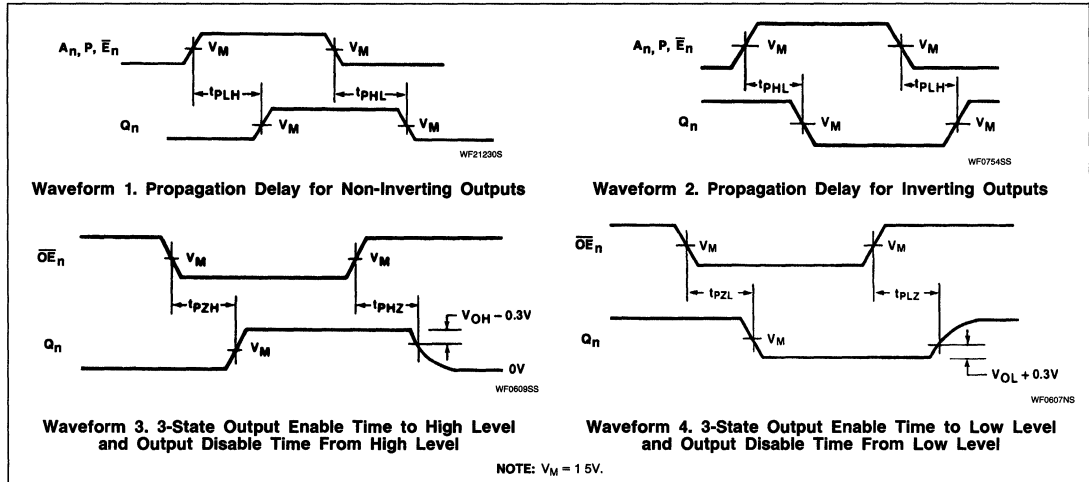 An, P, E̅n
VM
VM
tPLH
tPHL
Qn
VM
VM
WF21230S
Waveform 1. Propagation Delay for Non-Inverting Outputs
An, P, E̅n
VM
VM
tPHL
tPLH
Qn
VM
VM
WF0754SS
Waveform 2. Propagation Delay for Inverting Outputs
O̅E̅n
VM
VM
tPZH
tPHZ
VOH – 0.3V
Qn
VM
0V
WF0609SS
Waveform 3. 3-State Output Enable Time to High Level
and Output Disable Time From High Level
O̅E̅n
VM
VM
tPZL
tPLZ
Qn
VM
VOL + 0.3V
WF0607NS
Waveform 4. 3-State Output Enable Time to Low Level
and Output Disable Time From Low Level
NOTE: VM = 1 5V.